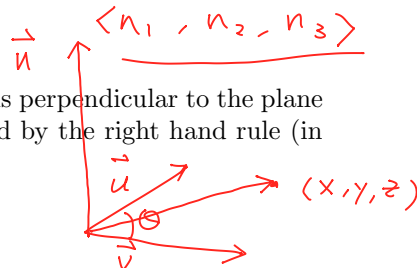 ⟨n₁, n₂, n₃⟩
n⃗
s perpendicular to the plane
d by the right hand rule (in
u⃗
(x,y,z)
θ
v⃗